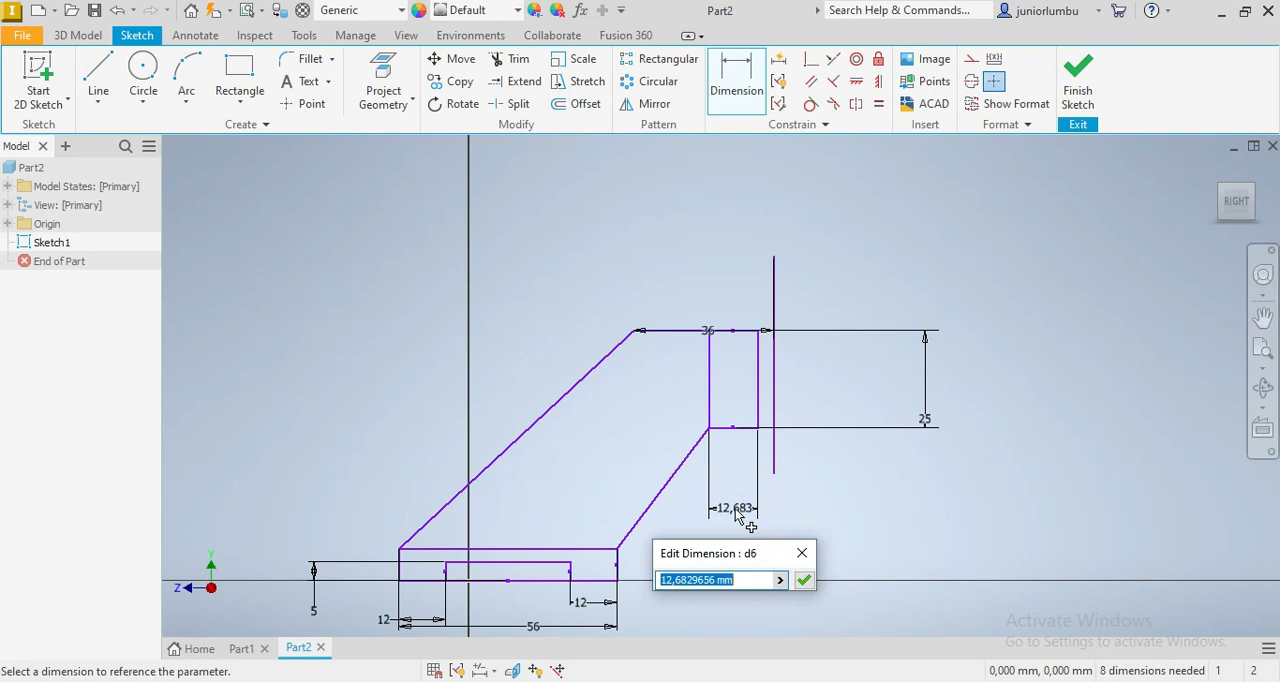 Generic Default Part2 Search Help & Commands... juniorlumbu
File 3D Model Sketch Annotate Inspect Tools Manage View Environments Collaborate Fusion 360
Start 2D Sketch
Line Circle Arc Rectangle
Fillet
Text
Point
Project Geometry
Move Trim Scale
Copy Extend Stretch
Rotate Split Offset
Rectangular
Circular
Mirror
Dimension
Image
Points
ACAD
Show Format
Finish Sketch
Sketch Create Modify Pattern Constrain Insert Format Exit
Model
Part2
Model States: [Primary]
View: [Primary]
Origin
Sketch1
End of Part
RIGHT
36
25
12,683
Edit Dimension : d6
12,6829656 mm
Y
Z
5
12
12
56
Activate Windows
Go to Settings to activate Windows.
Home Part1 Part2
Select a dimension to reference the parameter.
0,000 mm, 0,000 mm 8 dimensions needed 1 2